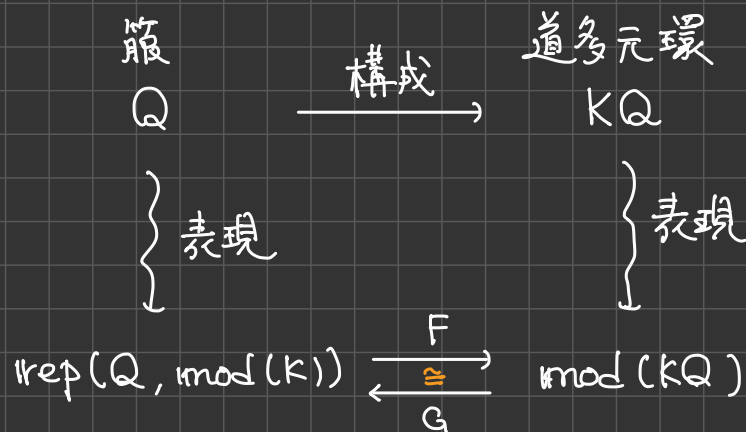 箙 道多元環
構成
Q KQ
表現 表現
F
rep(Q, mod(K)) ≅ mod(KQ)
G